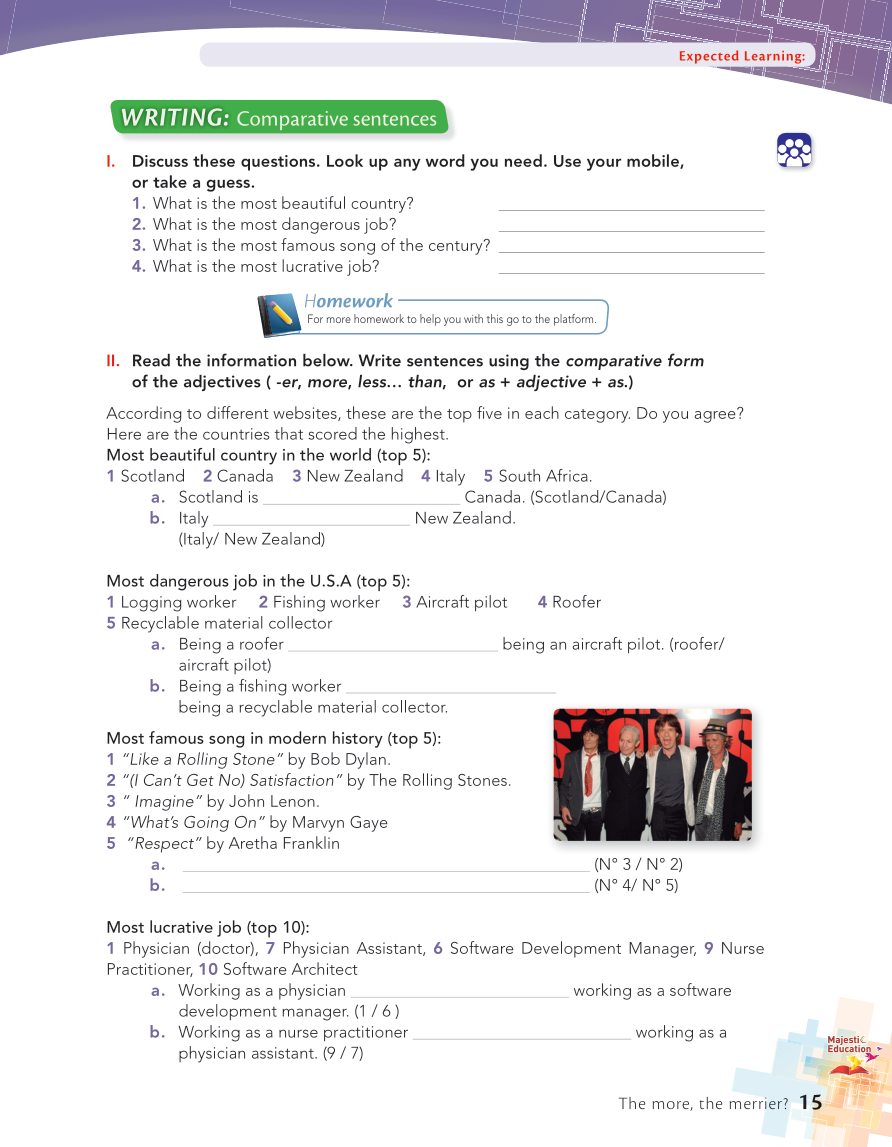 Expected Learning:
WRITING: Comparative sentences
I. Discuss these questions. Look up any word you need. Use your mobile,
or take a guess.
1. What is the most beautiful country?
2. What is the most dangerous job?
3. What is the most famous song of the century?
4. What is the most lucrative job?
Homework
For more homework to help you with this go to the platform.
II. Read the information below. Write sentences using the comparative form
of the adjectives ( -er, more, less… than, or as + adjective + as.)
According to different websites, these are the top five in each category. Do you agree?
Here are the countries that scored the highest.
Most beautiful country in the world (top 5):
1 Scotland 2 Canada 3 New Zealand 4 Italy 5 South Africa.
a. Scotland is ____________________ Canada. (Scotland/Canada)
b. Italy ____________________ New Zealand.
(Italy/ New Zealand)
Most dangerous job in the U.S.A (top 5):
1 Logging worker 2 Fishing worker 3 Aircraft pilot 4 Roofer
5 Recyclable material collector
a. Being a roofer ____________________ being an aircraft pilot. (roofer/
aircraft pilot)
b. Being a fishing worker ____________________
being a recyclable material collector.
Most famous song in modern history (top 5):
1 “Like a Rolling Stone” by Bob Dylan.
2 “(I Can’t Get No) Satisfaction” by The Rolling Stones.
3 “ Imagine” by John Lenon.
4 “What’s Going On” by Marvyn Gaye
5 “Respect” by Aretha Franklin
a. ____________________ (N° 3 / N° 2)
b. ____________________ (N° 4/ N° 5)
Most lucrative job (top 10):
1 Physician (doctor), 7 Physician Assistant, 6 Software Development Manager, 9 Nurse
Practitioner, 10 Software Architect
a. Working as a physician ____________________ working as a software
development manager. (1 / 6 )
b. Working as a nurse practitioner ____________________ working as a
physician assistant. (9 / 7)
Majestic
Education
The more, the merrier? 15